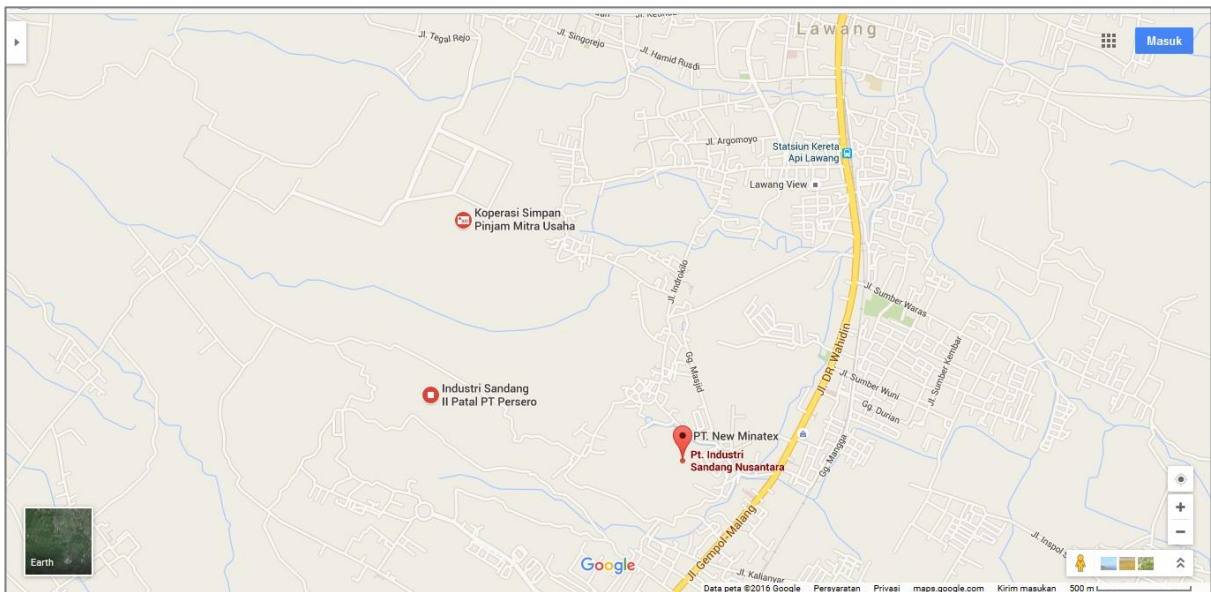 Jl. Tegal Rejo
Jl. Singorejo
Jl. Hamid Rusdi
Lawang
Masuk
Jl. Argomoyo
Statsiun Kereta
Api Lawang
Lawang View
Koperasi Simpan
Pinjam Mitra Usaha
Jl. Indrokilo
Jl. Sumber Waras
Gg. Masjid
Jl. DR. Wahidin
Jl. Sumber Kembar
Jl. Sumber Wuni
Gg. Durian
Industri Sandang
II Patal PT Persero
PT. New Minatex
Pt. Industri
Sandang Nusantara
Gg. Mangga
Jl. Gempol-Malang
Jl. Inspol
Earth
Google
Jl. Kalianyar
Data peta ©2016 Google Persyaratan Privasi maps.google.com Kirim masukan 500 m